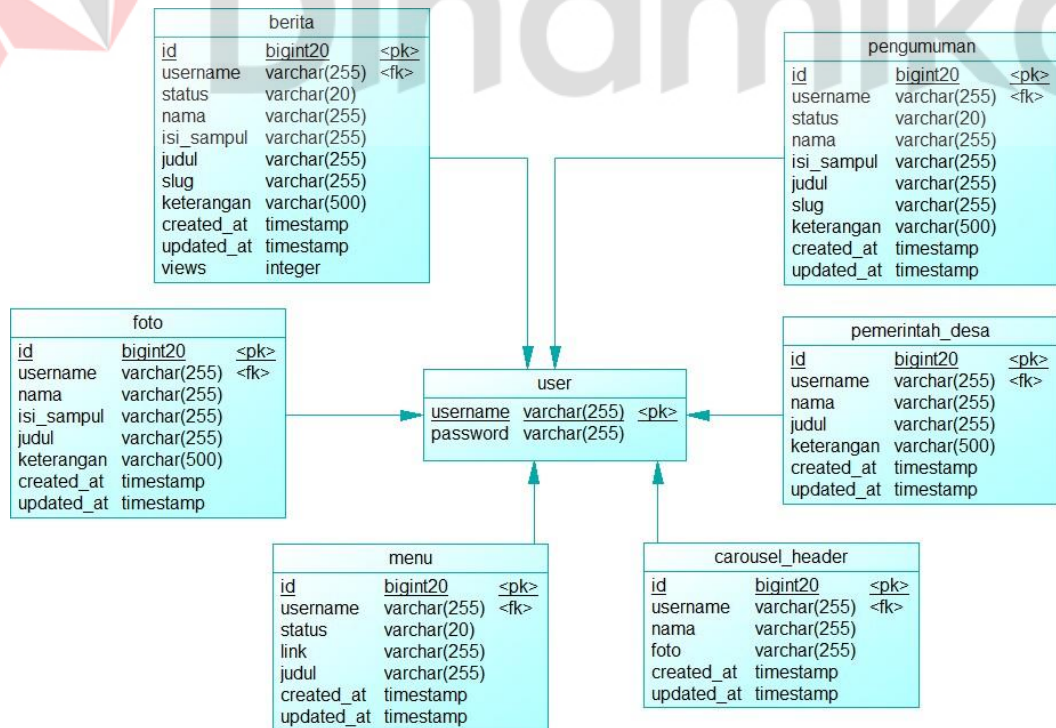 Dinamika
berita
id bigint20 <pk>
username varchar(255) <fk>
status varchar(20)
nama varchar(255)
isi_sampul varchar(255)
judul varchar(255)
slug varchar(255)
keterangan varchar(500)
created_at timestamp
updated_at timestamp
views integer
pengumuman
id bigint20 <pk>
username varchar(255) <fk>
status varchar(20)
nama varchar(255)
isi_sampul varchar(255)
judul varchar(255)
slug varchar(255)
keterangan varchar(500)
created_at timestamp
updated_at timestamp
foto
id bigint20 <pk>
username varchar(255) <fk>
nama varchar(255)
isi_sampul varchar(255)
judul varchar(255)
keterangan varchar(500)
created_at timestamp
updated_at timestamp
user
username varchar(255) <pk>
password varchar(255)
pemerintah_desa
id bigint20 <pk>
username varchar(255) <fk>
nama varchar(255)
judul varchar(255)
keterangan varchar(500)
created_at timestamp
updated_at timestamp
menu
id bigint20 <pk>
username varchar(255) <fk>
status varchar(20)
link varchar(255)
judul varchar(255)
created_at timestamp
updated_at timestamp
carousel_header
id bigint20 <pk>
username varchar(255) <fk>
nama varchar(255)
foto varchar(255)
created_at timestamp
updated_at timestamp